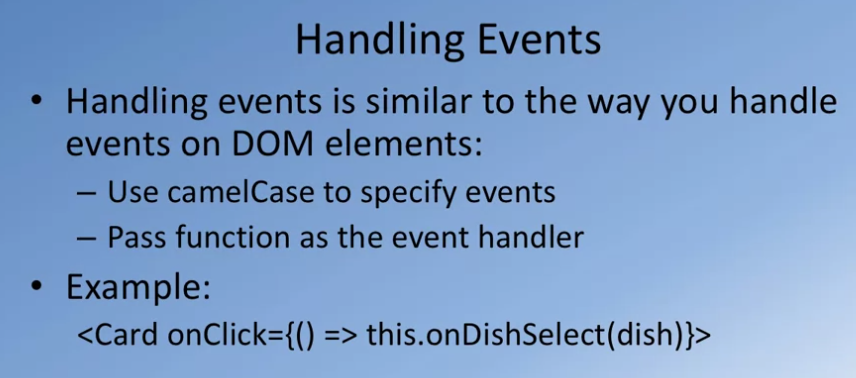 Handling Events
• Handling events is similar to the way you handle
events on DOM elements:
– Use camelCase to specify events
– Pass function as the event handler
• Example:
<Card onClick={() => this.onDishSelect(dish)}>